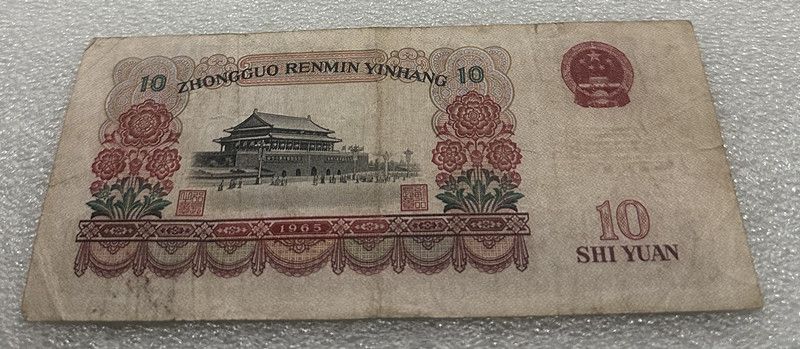 10 ZHONGGUO RENMIN YINHANG 10
1965
10
SHI YUAN